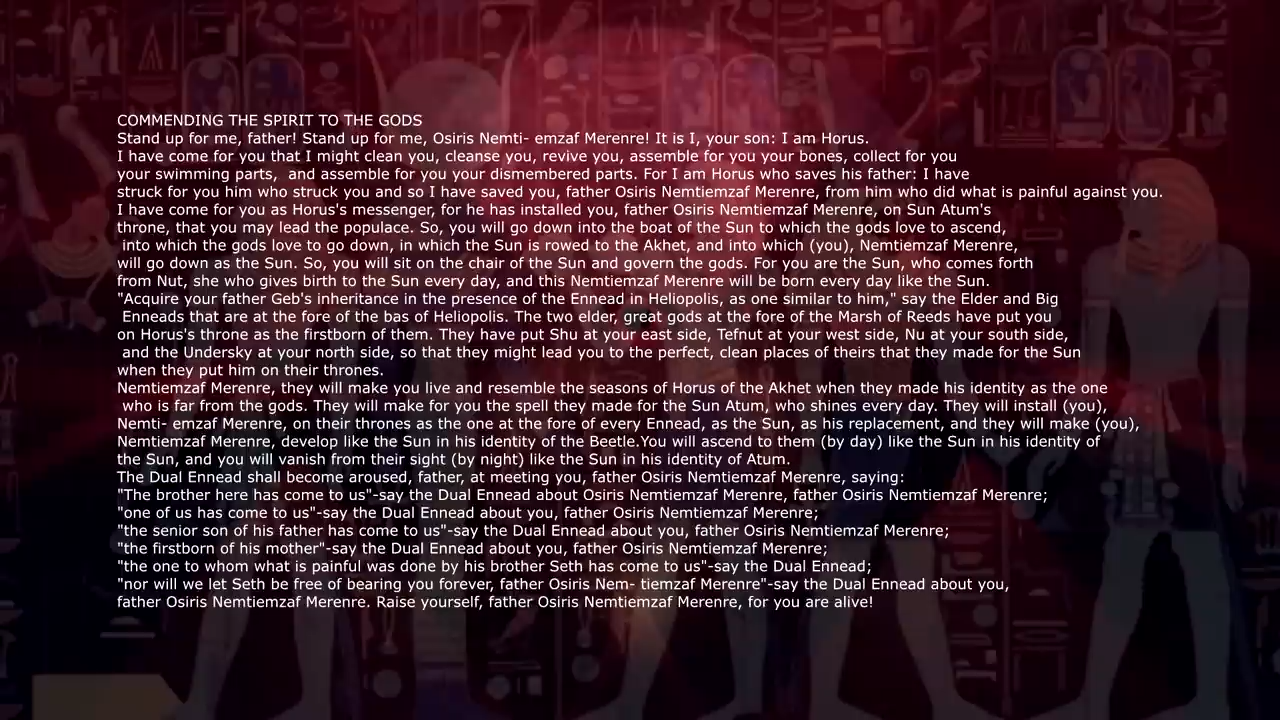 COMMENDING THE SPIRIT TO THE GODS
Stand up for me, father! Stand up for me, Osiris Nemti- emzaf Merenre! It is I, your son: I am Horus.
I have come for you that I might clean you, cleanse you, revive you, assemble for you your bones, collect for you
your swimming parts,  and assemble for you your dismembered parts. For I am Horus who saves his father: I have
struck for you him who struck you and so I have saved you, father Osiris Nemtiemzaf Merenre, from him who did what is painful against you.
I have come for you as Horus's messenger, for he has installed you, father Osiris Nemtiemzaf Merenre, on Sun Atum's
throne, that you may lead the populace. So, you will go down into the boat of the Sun to which the gods love to ascend,
into which the gods love to go down, in which the Sun is rowed to the Akhet, and into which (you), Nemtiemzaf Merenre,
will go down as the Sun. So, you will sit on the chair of the Sun and govern the gods. For you are the Sun, who comes forth
from Nut, she who gives birth to the Sun every day, and this Nemtiemzaf Merenre will be born every day like the Sun.
"Acquire your father Geb's inheritance in the presence of the Ennead in Heliopolis, as one similar to him," say the Elder and Big
Enneads that are at the fore of the bas of Heliopolis. The two elder, great gods at the fore of the Marsh of Reeds have put you
on Horus's throne as the firstborn of them. They have put Shu at your east side, Tefnut at your west side, Nu at your south side,
and the Undersky at your north side, so that they might lead you to the perfect, clean places of theirs that they made for the Sun
when they put him on their thrones.
Nemtiemzaf Merenre, they will make you live and resemble the seasons of Horus of the Akhet when they made his identity as the one
who is far from the gods. They will make for you the spell they made for the Sun Atum, who shines every day. They will install (you),
Nemti- emzaf Merenre, on their thrones as the one at the fore of every Ennead, as the Sun, as his replacement, and they will make (you),
Nemtiemzaf Merenre, develop like the Sun in his identity of the Beetle.You will ascend to them (by day) like the Sun in his identity of
the Sun, and you will vanish from their sight (by night) like the Sun in his identity of Atum.
The Dual Ennead shall become aroused, father, at meeting you, father Osiris Nemtiemzaf Merenre, saying:
"The brother here has come to us"-say the Dual Ennead about Osiris Nemtiemzaf Merenre, father Osiris Nemtiemzaf Merenre;
"one of us has come to us"-say the Dual Ennead about you, father Osiris Nemtiemzaf Merenre;
"the senior son of his father has come to us"-say the Dual Ennead about you, father Osiris Nemtiemzaf Merenre;
"the firstborn of his mother"-say the Dual Ennead about you, father Osiris Nemtiemzaf Merenre;
"the one to whom what is painful was done by his brother Seth has come to us"-say the Dual Ennead;
"nor will we let Seth be free of bearing you forever, father Osiris Nem- tiemzaf Merenre"-say the Dual Ennead about you,
father Osiris Nemtiemzaf Merenre. Raise yourself, father Osiris Nemtiemzaf Merenre, for you are alive!